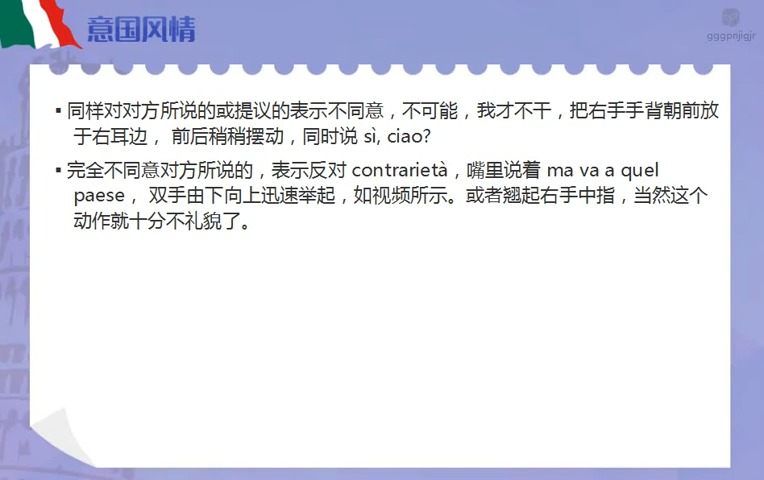 意国风情
gggpnjigjr
▪ 同样对对方所说的或提议的表示不同意，不可能，我才不干，把右手手背朝前放
于右耳边， 前后稍稍摆动，同时说 sì, ciao?
▪ 完全不同意对方所说的，表示反对 contrarietà，嘴里说着 ma va a quel
paese， 双手由下向上迅速举起，如视频所示。或者翘起右手中指，当然这个
动作就十分不礼貌了。